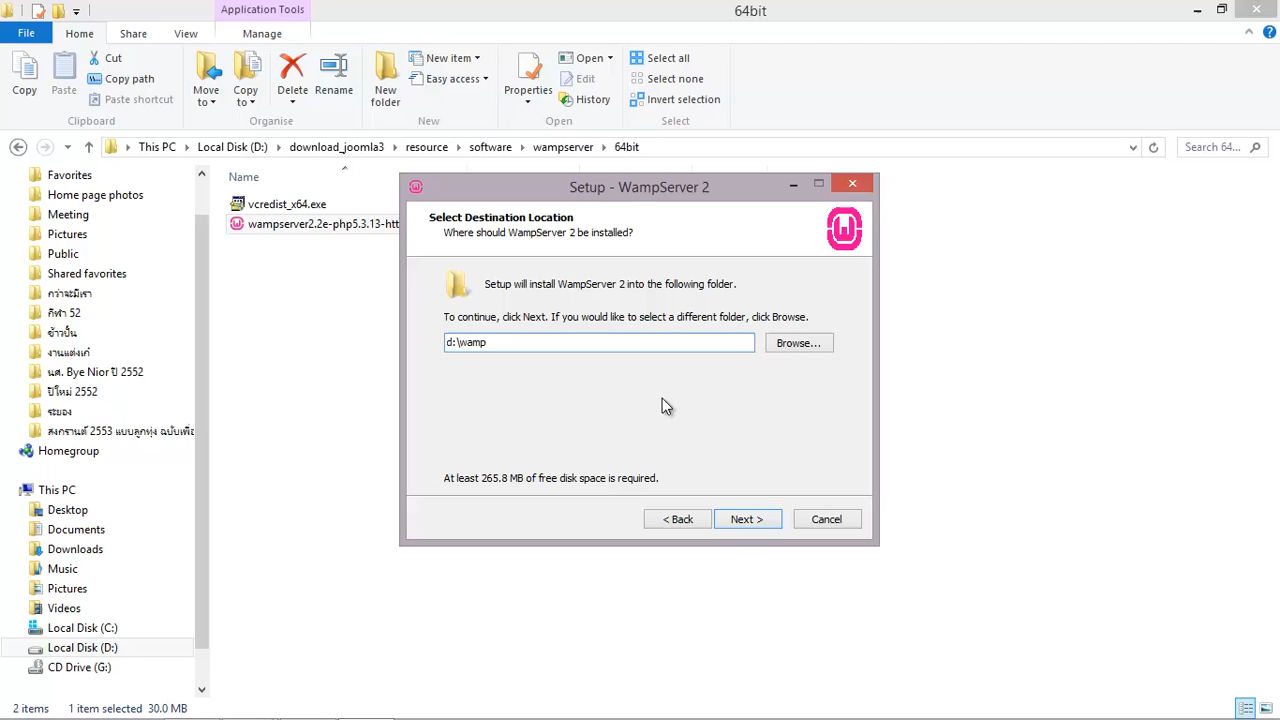 Application Tools
64bit
File
Home
Share
View
Manage
Copy
Paste
Cut
Copy path
Paste shortcut
Clipboard
Move to
Copy to
Delete
Rename
Organise
New folder
New item
Easy access
New
Properties
Open
Edit
History
Open
Select all
Select none
Invert selection
Select
This PC
Local Disk (D:)
download_joomla3
resource
software
wampserver
64bit
Search 64...
Favorites
Home page photos
Meeting
Pictures
Public
Shared favorites
กว่าจะมีเรา
กีฬา 52
ข้าวปั้น
งานแต่งเก๋
นศ. Bye Nior ปี 2552
ปีใหม่ 2552
ระยอง
สงกรานต์ 2553 แบบลูกทุ่ง ฉบับเพื่อ
Homegroup
This PC
Desktop
Documents
Downloads
Music
Pictures
Videos
Local Disk (C:)
Local Disk (D:)
CD Drive (G:)
Name
vcredist_x64.exe
wampserver2.2e-php5.3.13-htt
Setup - WampServer 2
Select Destination Location
Where should WampServer 2 be installed?
Setup will install WampServer 2 into the following folder.
To continue, click Next. If you would like to select a different folder, click Browse.
d:\wamp
Browse...
At least 265.8 MB of free disk space is required.
< Back
Next >
Cancel
2 items
1 item selected 30.0 MB